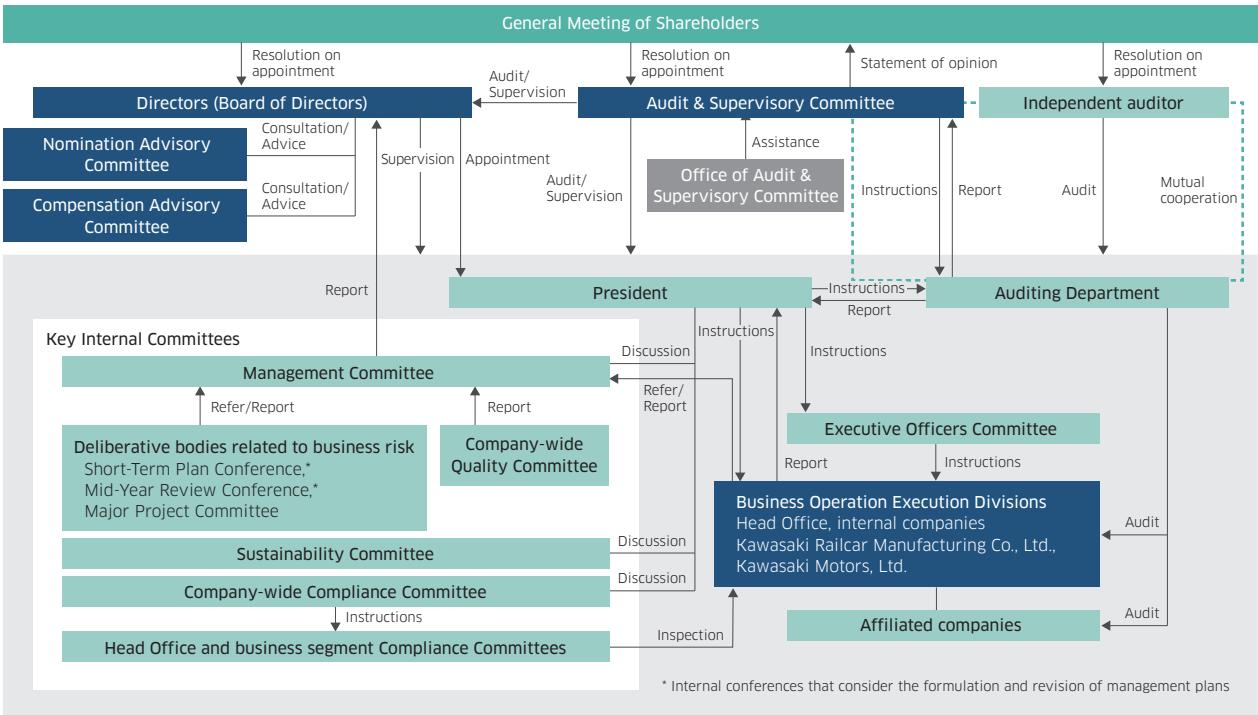 General Meeting of Shareholders
Resolution on
appointment
Resolution on
appointment
Statement of opinion
Resolution on
appointment
Audit/
Supervision
Directors (Board of Directors)
Audit & Supervisory Committee
Independent auditor
Nomination Advisory
Committee
Consultation/
Advice
Compensation Advisory
Committee
Consultation/
Advice
Supervision
Appointment
Audit/
Supervision
Assistance
Office of Audit &
Supervisory Committee
Instructions
Report
Audit
Mutual
cooperation
Report
President
Instructions
Report
Auditing Department
Key Internal Committees
Management Committee
Discussion
Instructions
Instructions
Refer/
Report
Refer/Report
Report
Deliberative bodies related to business risk
Short-Term Plan Conference,*
Mid-Year Review Conference,*
Major Project Committee
Company-wide
Quality Committee
Executive Officers Committee
Report
Instructions
Business Operation Execution Divisions
Head Office, internal companies
Kawasaki Railcar Manufacturing Co., Ltd.,
Kawasaki Motors, Ltd.
Audit
Sustainability Committee
Discussion
Company-wide Compliance Committee
Discussion
Instructions
Head Office and business segment Compliance Committees
Inspection
Affiliated companies
Audit
* Internal conferences that consider the formulation and revision of management plans